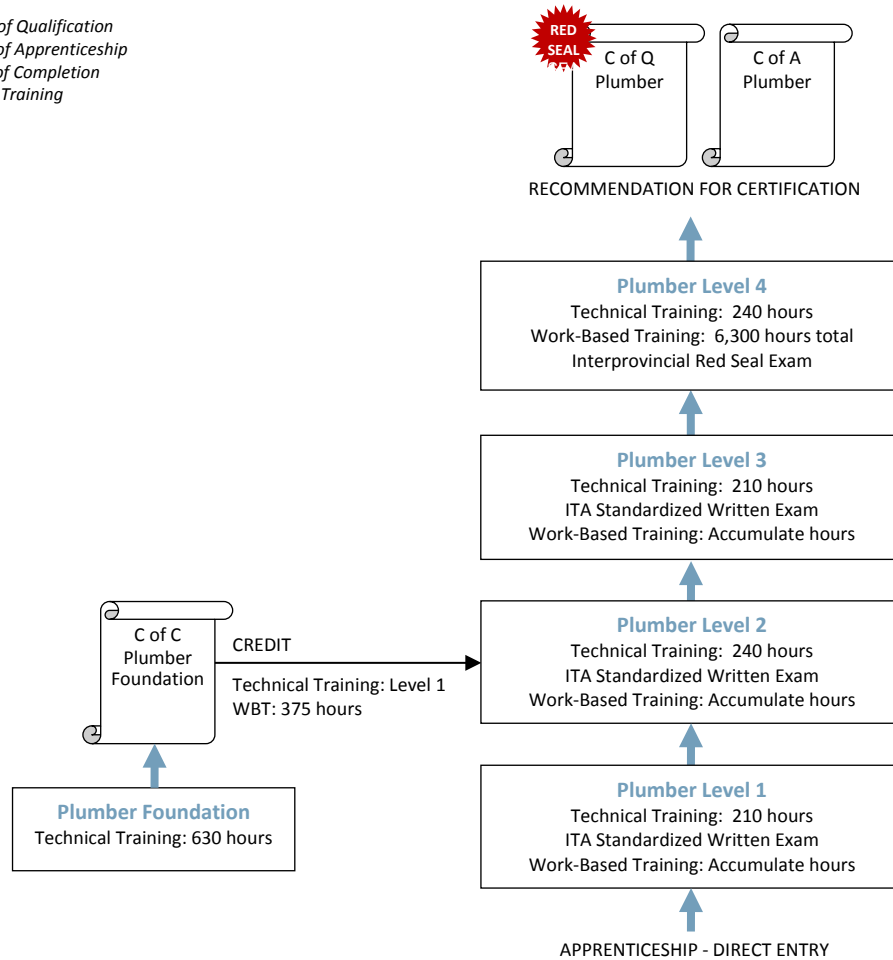 of Qualification
of Apprenticeship
of Completion
Training
RED
SEAL
C of Q
Plumber
C of A
Plumber
RECOMMENDATION FOR CERTIFICATION
Plumber Level 4
Technical Training: 240 hours
Work-Based Training: 6,300 hours total
Interprovincial Red Seal Exam
Plumber Level 3
Technical Training: 210 hours
ITA Standardized Written Exam
Work-Based Training: Accumulate hours
C of C
Plumber
Foundation
CREDIT
Technical Training: Level 1
WBT: 375 hours
Plumber Level 2
Technical Training: 240 hours
ITA Standardized Written Exam
Work-Based Training: Accumulate hours
Plumber Foundation
Technical Training: 630 hours
Plumber Level 1
Technical Training: 210 hours
ITA Standardized Written Exam
Work-Based Training: Accumulate hours
APPRENTICESHIP - DIRECT ENTRY